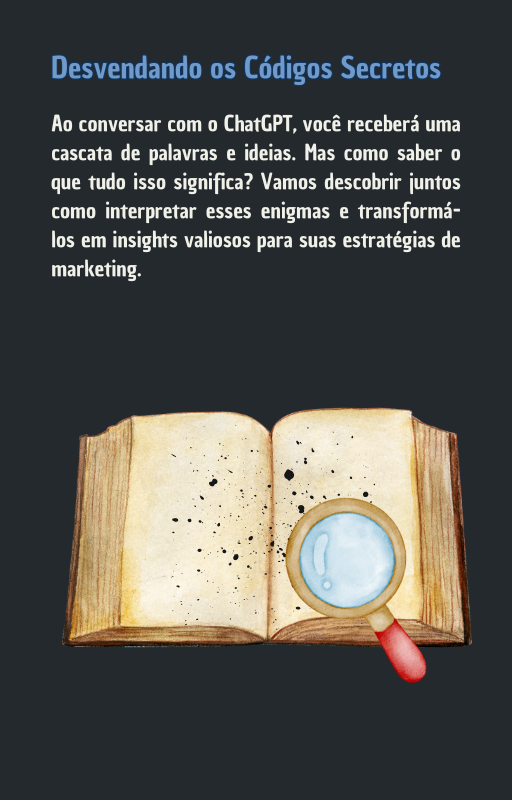 Desvendando os Códigos Secretos
Ao conversar com o ChatGPT, você receberá uma
cascata de palavras e ideias. Mas como saber o
que tudo isso significa? Vamos descobrir juntos
como interpretar esses enigmas e transformá-
los em insights valiosos para suas estratégias de
marketing.